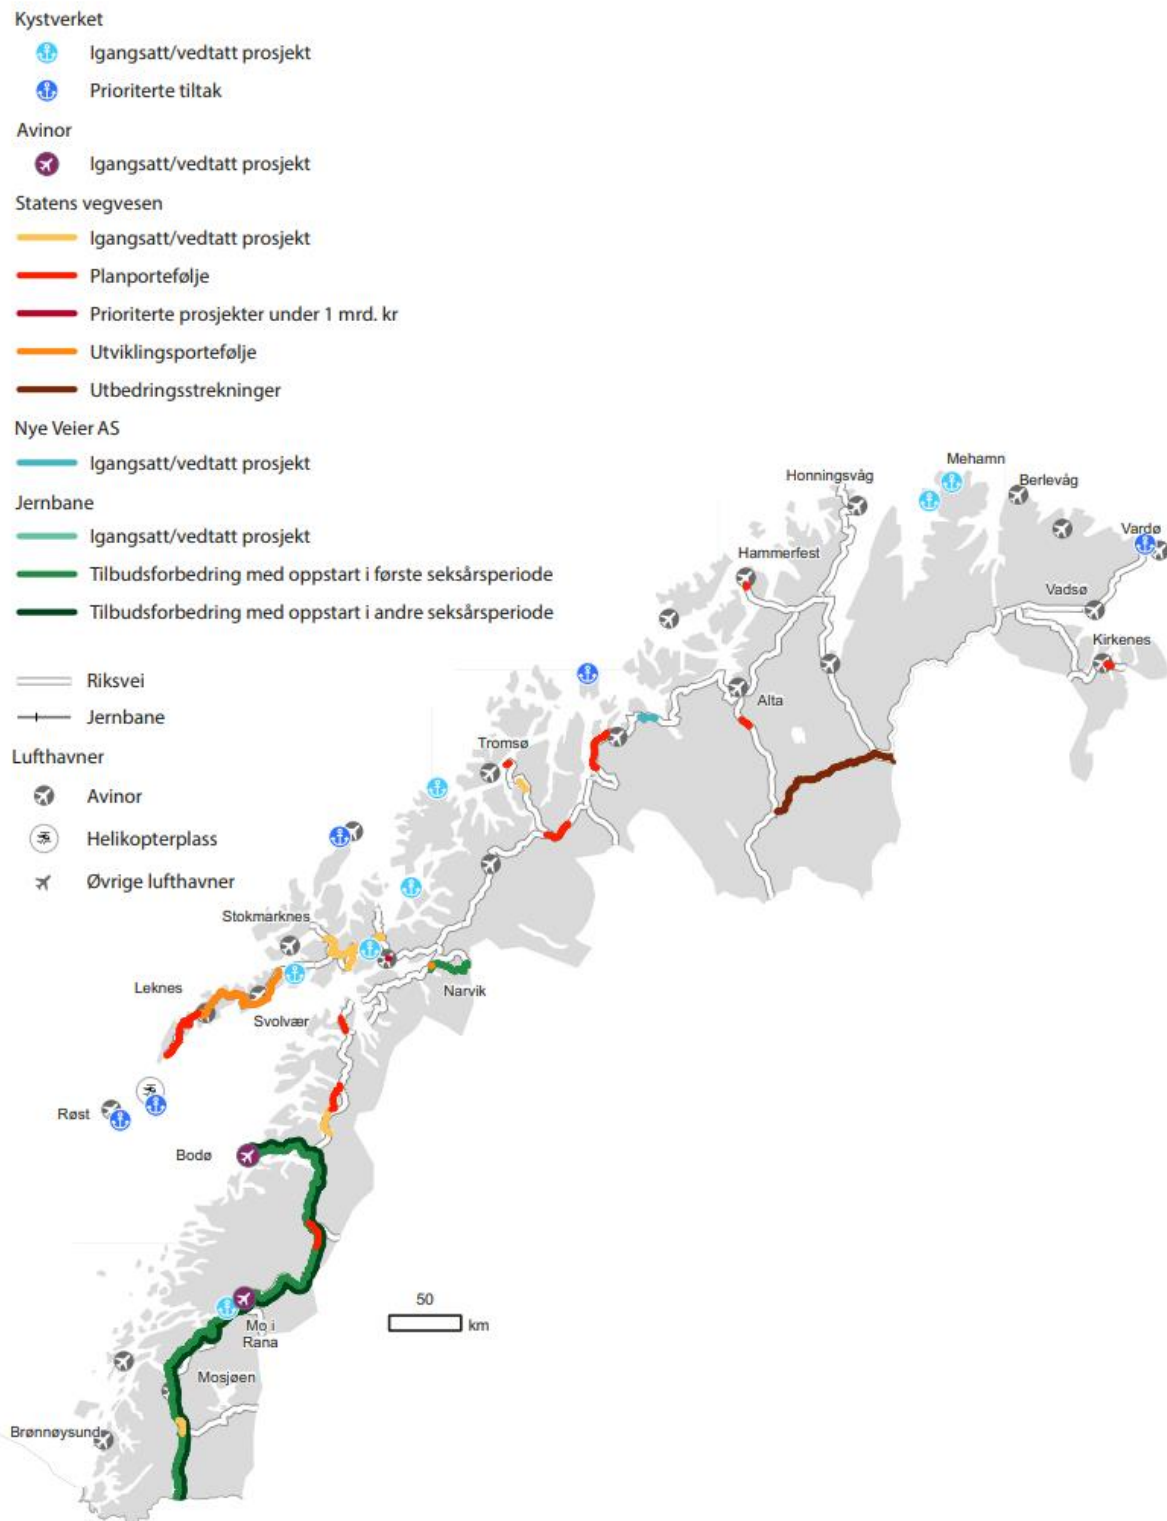 Kystverket
Igangsatt/vedtatt prosjekt
Prioriterte tiltak
Avinor
Igangsatt/vedtatt prosjekt
Statens vegvesen
Igangsatt/vedtatt prosjekt
Planportefølje
Prioriterte prosjekter under 1 mrd. kr
Utviklingsportefølje
Utbedringsstrekninger
Nye Veier AS
Igangsatt/vedtatt prosjekt
Jernbane
Igangsatt/vedtatt prosjekt
Tilbudsforbedring med oppstart i første seksårsperiode
Tilbudsforbedring med oppstart i andre seksårsperiode
Riksvei
Jernbane
Lufthavner
Avinor
Helikopterplass
Øvrige lufthavner
Mehamn
Honningsvåg
Berlevåg
Vardø
Hammerfest
Vadsø
Kirkenes
Alta
Tromsø
Stokmarknes
Leknes
Narvik
Svolvær
Røst
Bodø
50
km
Mo i
Rana
Mosjøen
Brønnøysund